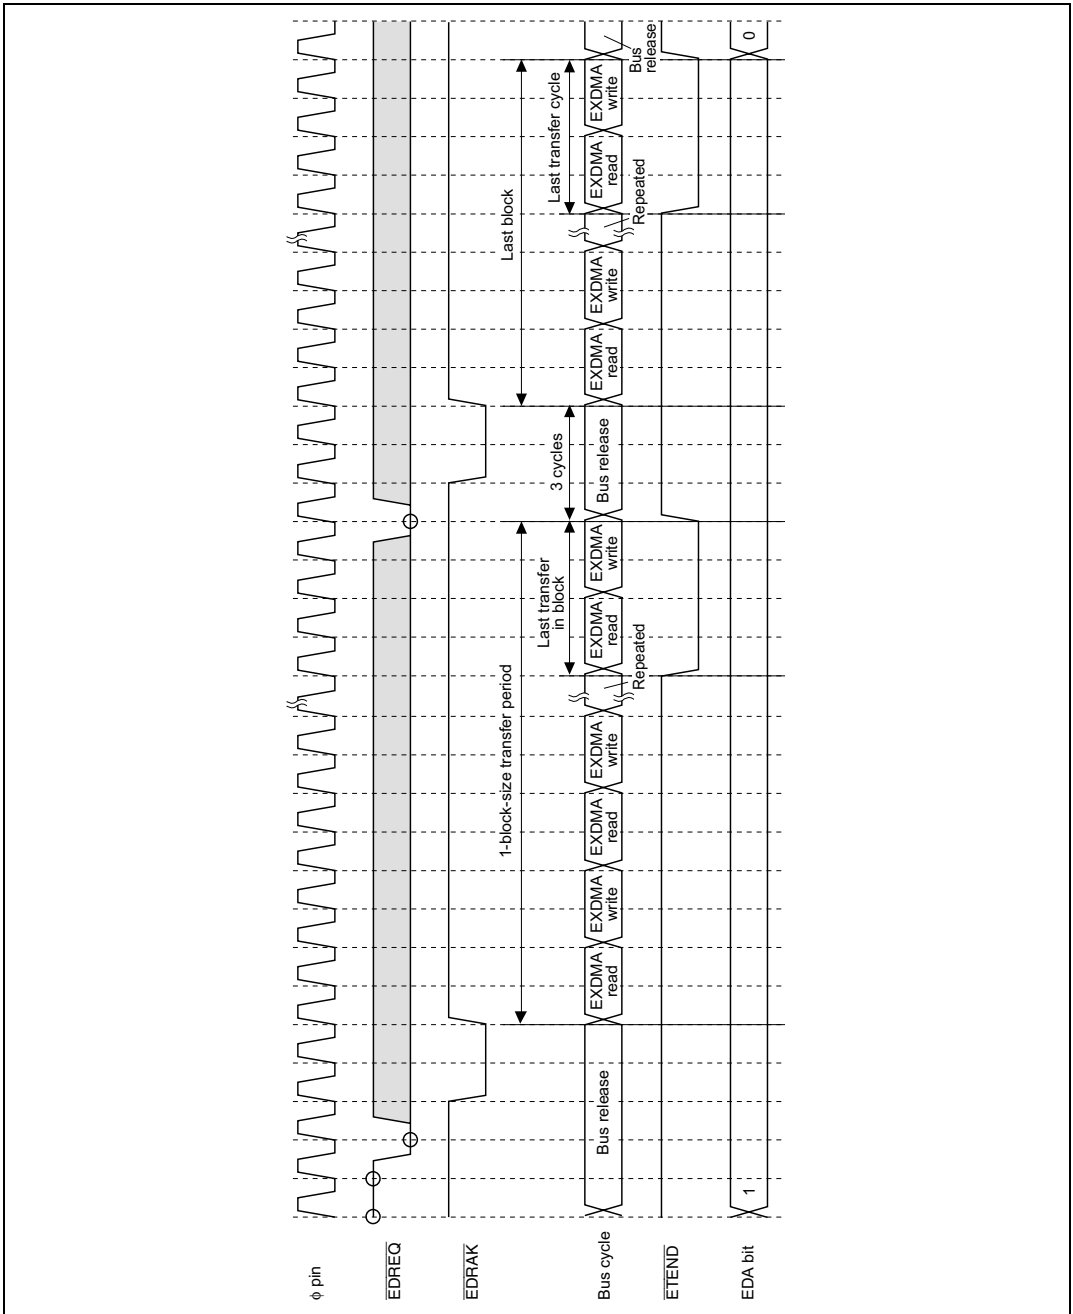 φ pin
EDREQ
EDRAK
1-block-size transfer period
Last block
Last transfer
in block
3 cycles
Last transfer cycle
Bus cycle
Bus release
EXDMA
read
EXDMA
write
EXDMA
read
EXDMA
write
Repeated
EXDMA
read
EXDMA
write
Bus release
EXDMA
read
EXDMA
write
Repeated
EXDMA
read
EXDMA
write
Bus
release
ETEND
EDA bit
1
0